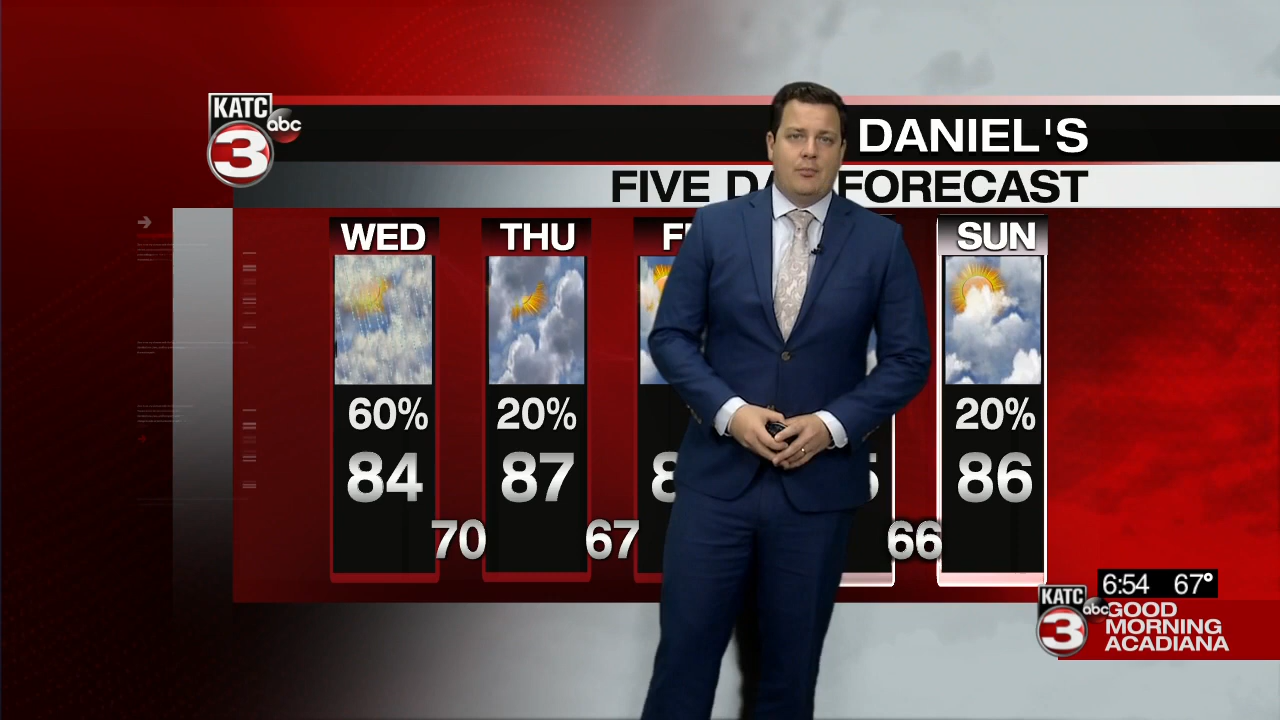 KATC
abc
3
DANIEL'S
FIVE DA FORECAST
WED THU SUN
60% 20% 20%
84 87 86
70 67 66
6:54 67°
KATC
abc
3
GOOD
MORNING
ACADIANA